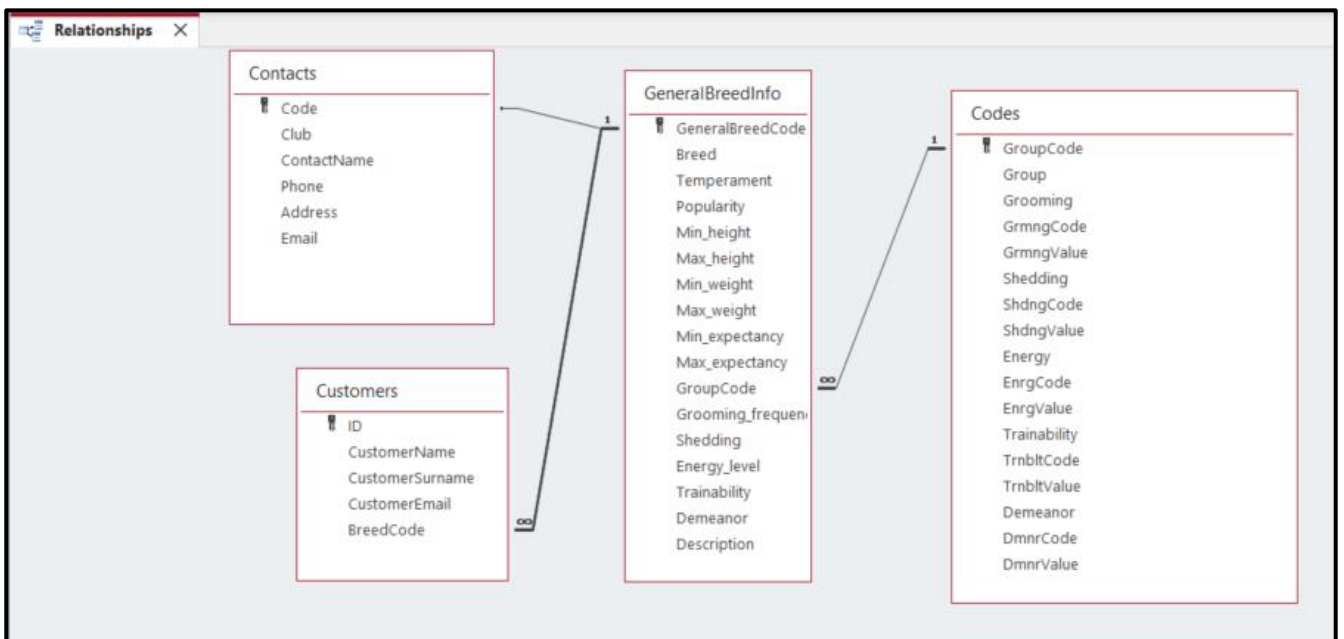 Relationships
Contacts
Code
Club
ContactName
Phone
Address
Email
Customers
ID
CustomerName
CustomerSurname
CustomerEmail
BreedCode
∞
1
GeneralBreedInfo
GeneralBreedCode
Breed
Temperament
Popularity
Min_height
Max_height
Min_weight
Max_weight
Min_expectancy
Max_expectancy
GroupCode
Grooming_frequen
Shedding
Energy_level
Trainability
Demeanor
Description
∞
1
Codes
GroupCode
Group
Grooming
GrmngCode
GrmngValue
Shedding
ShdngCode
ShdngValue
Energy
EnrgCode
EnrgValue
Trainability
TrnbltCode
TrnbltValue
Demeanor
DmnrCode
DmnrValue